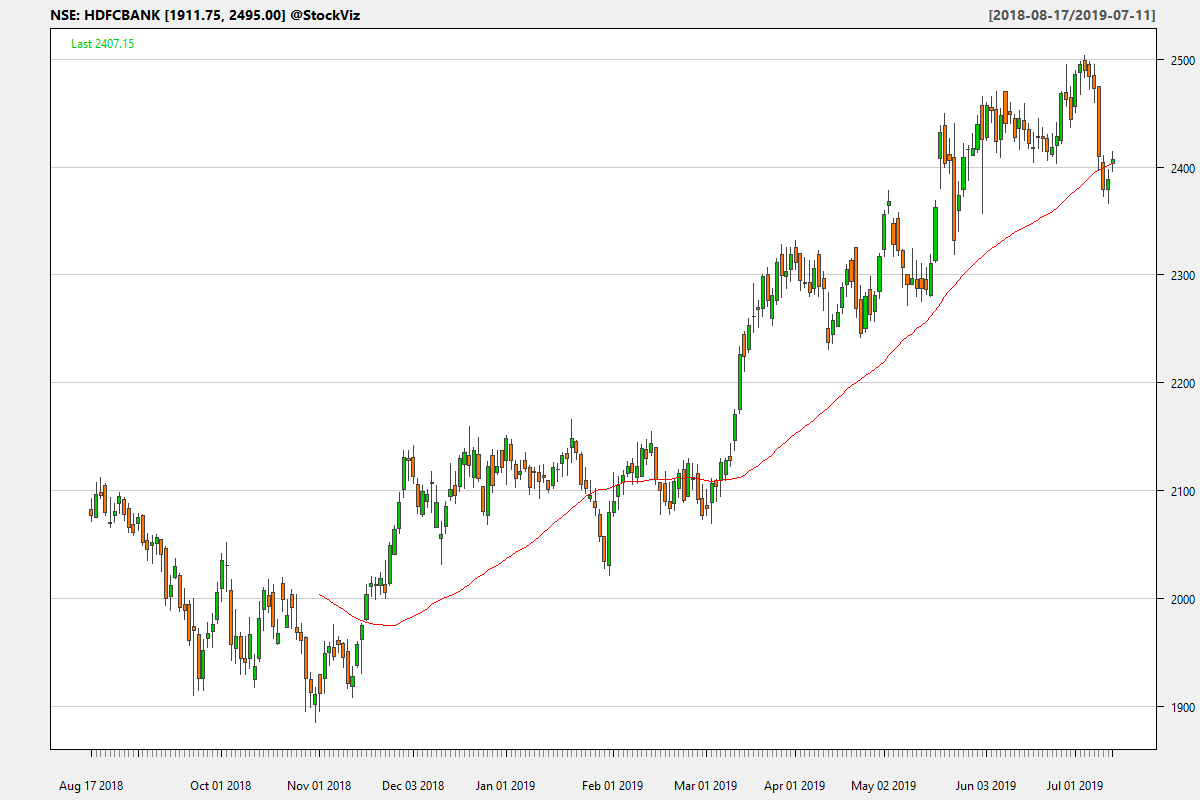 NSE: HDFCBANK [1911.75, 2495.00] @StockViz [2018-08-17/2019-07-11]
Last 2407.15
2500
2400
2300
2200
2100
2000
1900
Aug 17 2018 Oct 01 2018 Nov 01 2018 Dec 03 2018 Jan 01 2019 Feb 01 2019 Mar 01 2019 Apr 01 2019 May 02 2019 Jun 03 2019 Jul 01 2019